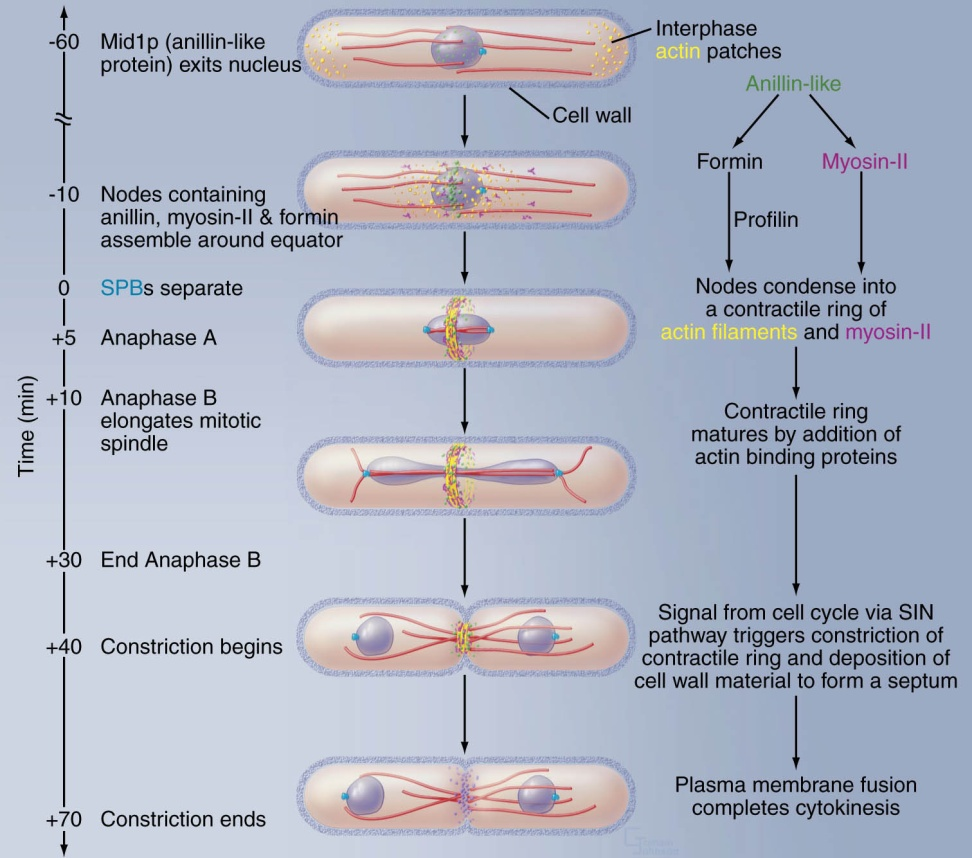 -60 Mid1p (anillin-like
protein) exits nucleus
Interphase
actin patches
Cell wall
Anillin-like
Formin Myosin-II
Profilin
-10 Nodes containing
anillin, myosin-II & formin
assemble around equator
0 SPBs separate
Nodes condense into
a contractile ring of
actin filaments and myosin-II
+5 Anaphase A
Time (min)
+10 Anaphase B
elongates mitotic
spindle
Contractile ring
matures by addition of
actin binding proteins
+30 End Anaphase B
+40 Constriction begins
Signal from cell cycle via SIN
pathway triggers constriction of
contractile ring and deposition of
cell wall material to form a septum
Plasma membrane fusion
completes cytokinesis
+70 Constriction ends